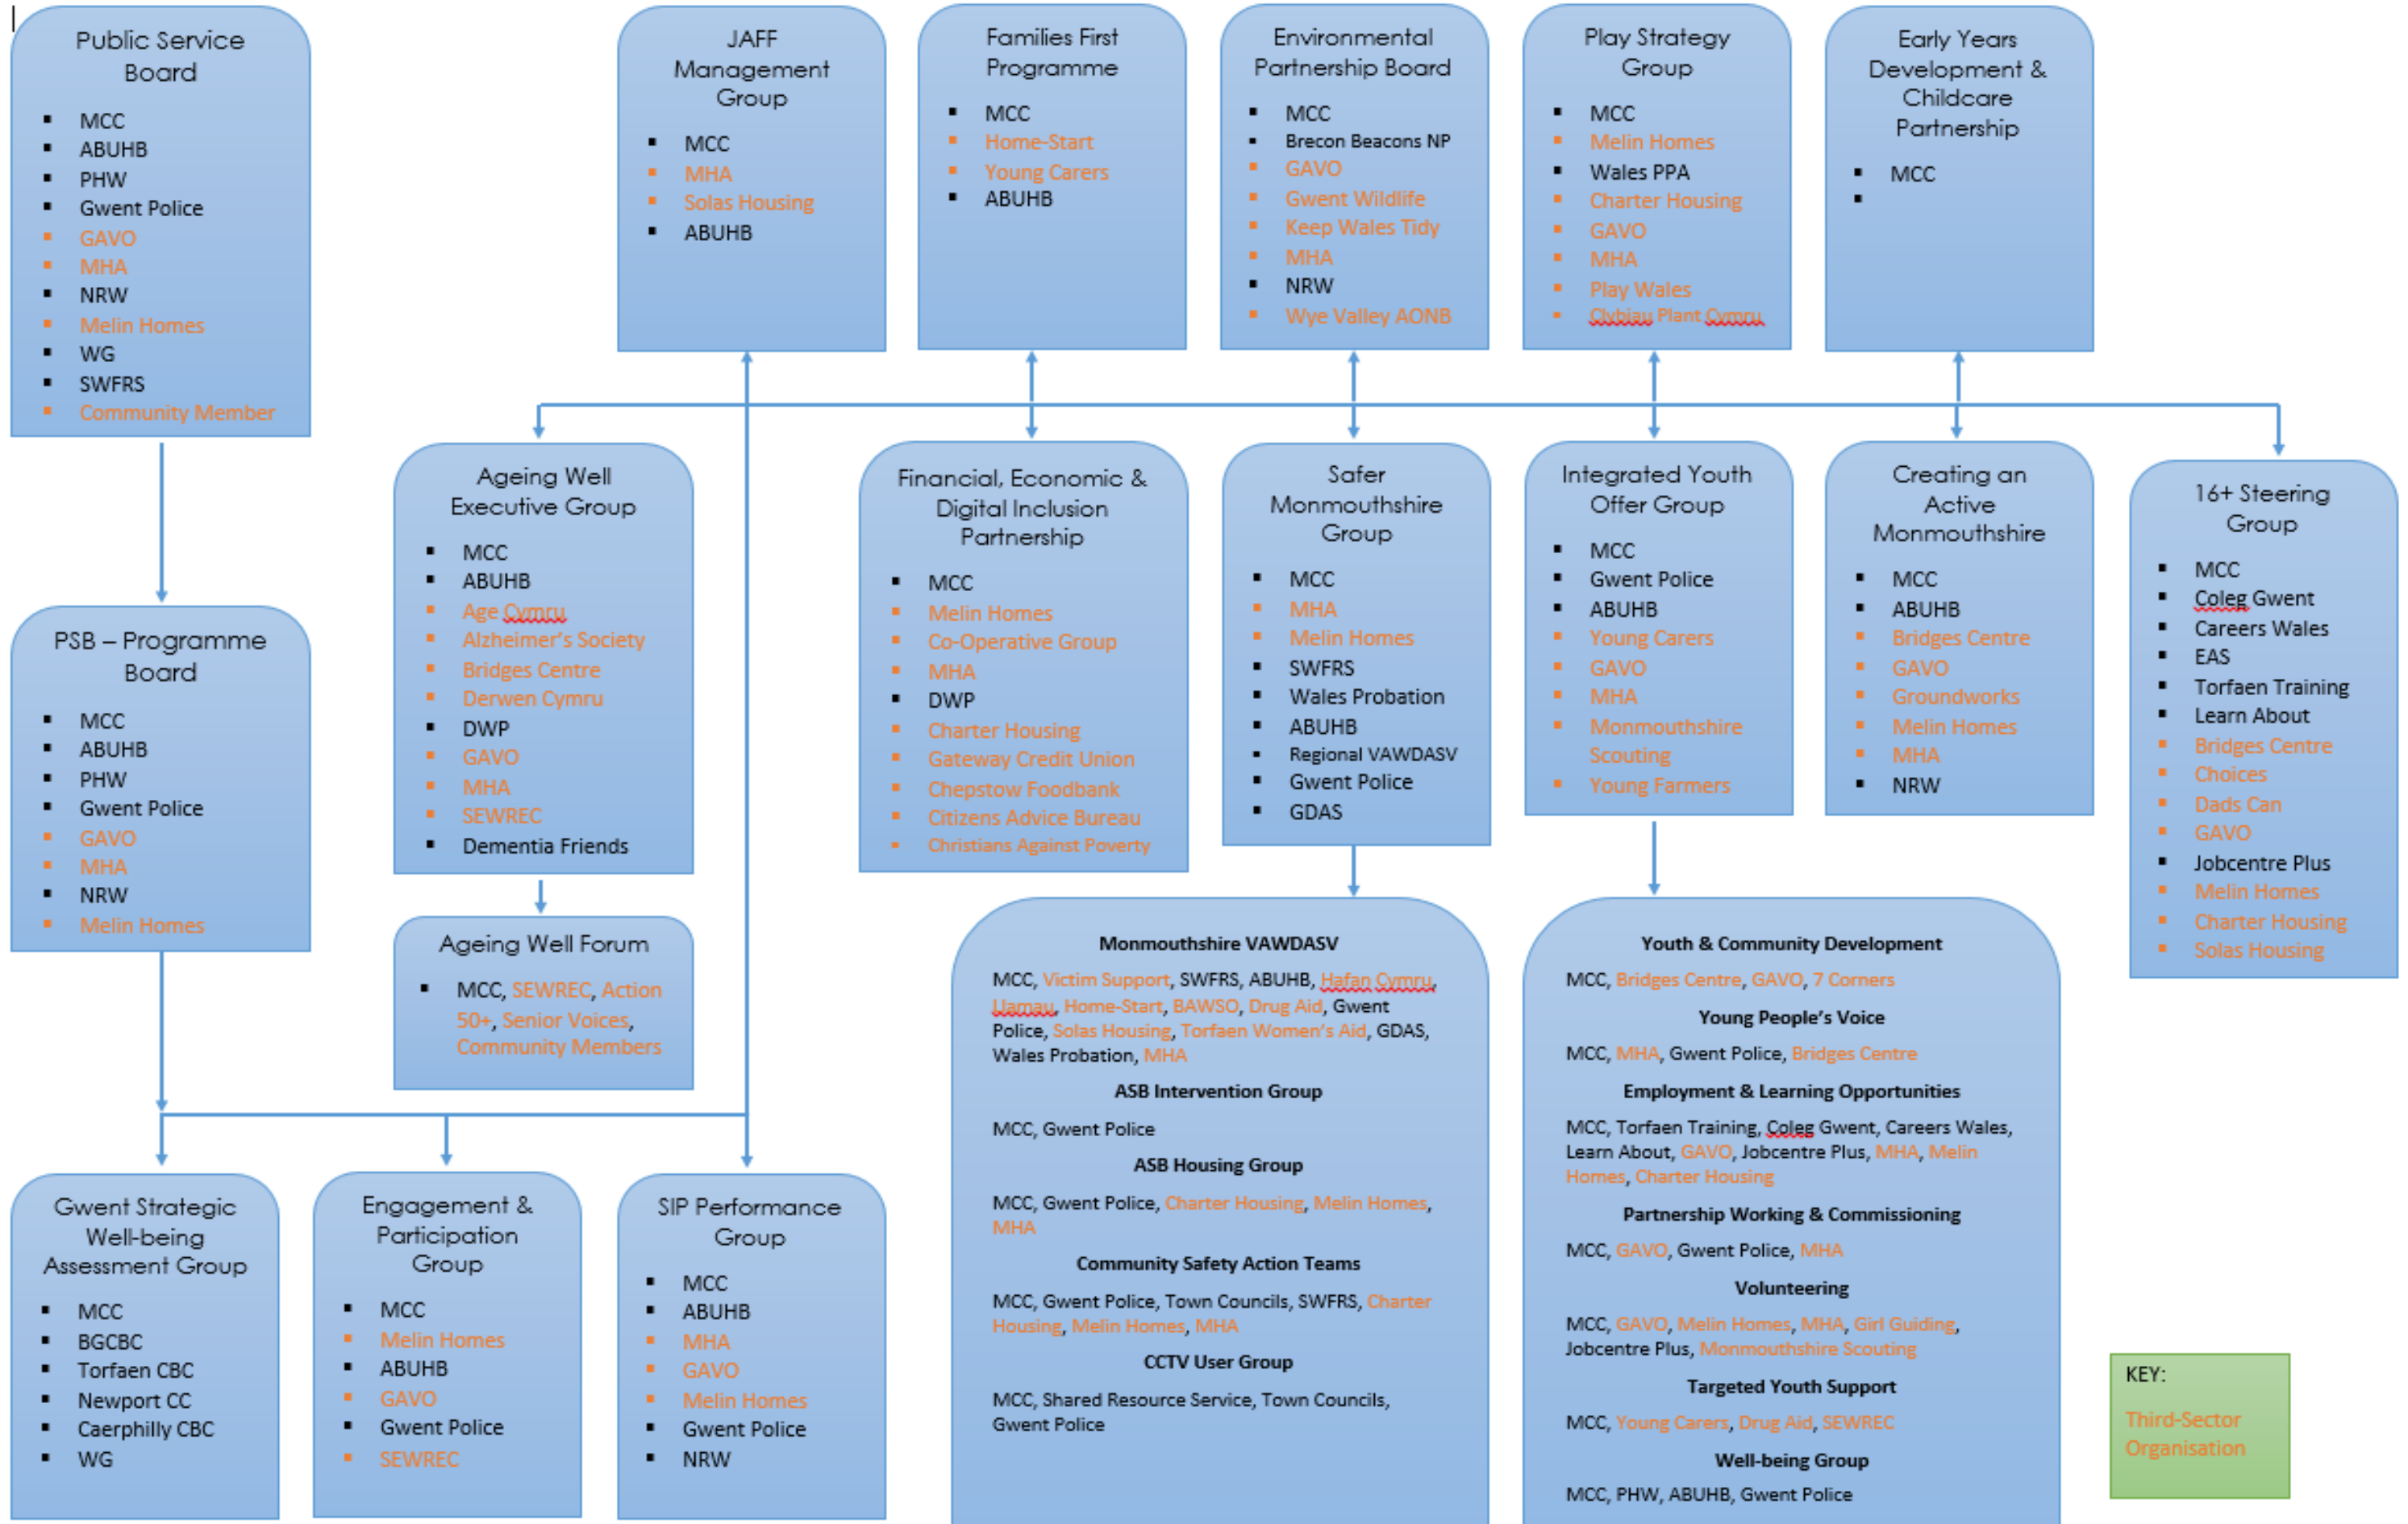 Public Service
Board
MCC
ABUHB
PHW
Gwent Police
GAVO
MHA
NRW
Melin Homes
WG
SWFRS
Community Member
JAFF
Management
Group
MCC
MHA
Solas Housing
ABUHB
Families First
Programme
MCC
Home-Start
Young Carers
ABUHB
Environmental
Partnership Board
MCC
Brecon Beacons NP
GAVO
Gwent Wildlife
Keep Wales Tidy
MHA
NRW
Wye Valley AONB
Play Strategy
Group
MCC
Melin Homes
Wales PPA
Charter Housing
GAVO
MHA
Play Wales
Clybiau Plant Cymru
Early Years
Development &
Childcare
Partnership
MCC
PSB – Programme
Board
MCC
ABUHB
PHW
Gwent Police
GAVO
MHA
NRW
Melin Homes
Ageing Well
Executive Group
MCC
ABUHB
Age Cymru
Alzheimer's Society
Bridges Centre
Derwen Cymru
DWP
GAVO
MHA
SEWREC
Dementia Friends
Financial, Economic &
Digital Inclusion
Partnership
MCC
Melin Homes
Co-Operative Group
MHA
DWP
Charter Housing
Gateway Credit Union
Chepstow Foodbank
Citizens Advice Bureau
Christians Against Poverty
Safer
Monmouthshire
Group
MCC
MHA
Melin Homes
SWFRS
Wales Probation
ABUHB
Regional VAWDASV
Gwent Police
GDAS
Integrated Youth
Offer Group
MCC
Gwent Police
ABUHB
Young Carers
GAVO
MHA
Monmouthshire
Scouting
Young Farmers
Creating an
Active
Monmouthshire
MCC
ABUHB
Bridges Centre
GAVO
Groundworks
Melin Homes
MHA
NRW
16+ Steering
Group
MCC
Coleg Gwent
Careers Wales
EAS
Torfaen Training
Learn About
Bridges Centre
Choices
Dads Can
GAVO
Jobcentre Plus
Melin Homes
Charter Housing
Solas Housing
Ageing Well Forum
MCC, SEWREC, Action
50+, Senior Voices,
Community Members
Monmouthshire VAWDASV
MCC, Victim Support, SWFRS, ABUHB, Hafan Cymru,
Llamau, Home-Start, BAWSO, Drug Aid, Gwent
Police, Solas Housing, Torfaen Women's Aid, GDAS,
Wales Probation, MHA
ASB Intervention Group
MCC, Gwent Police
ASB Housing Group
MCC, Gwent Police, Charter Housing, Melin Homes,
MHA
Community Safety Action Teams
MCC, Gwent Police, Town Councils, SWFRS, Charter
Housing, Melin Homes, MHA
CCTV User Group
MCC, Shared Resource Service, Town Councils,
Gwent Police
Youth & Community Development
MCC, Bridges Centre, GAVO, 7 Corners
Young People's Voice
MCC, MHA, Gwent Police, Bridges Centre
Employment & Learning Opportunities
MCC, Torfaen Training, Coleg Gwent, Careers Wales,
Learn About, GAVO, Jobcentre Plus, MHA, Melin
Homes, Charter Housing
Partnership Working & Commissioning
MCC, GAVO, Gwent Police, MHA
Volunteering
MCC, GAVO, Melin Homes, MHA, Girl Guiding,
Jobcentre Plus, Monmouthshire Scouting
Targeted Youth Support
MCC, Young Carers, Drug Aid, SEWREC
Well-being Group
MCC, PHW, ABUHB, Gwent Police
Gwent Strategic
Well-being
Assessment Group
MCC
BGCBC
Torfaen CBC
Newport CC
Caerphilly CBC
WG
Engagement &
Participation
Group
MCC
Melin Homes
ABUHB
GAVO
Gwent Police
SEWREC
SIP Performance
Group
MCC
ABUHB
MHA
GAVO
Melin Homes
Gwent Police
NRW
KEY:
Third-Sector
Organisation